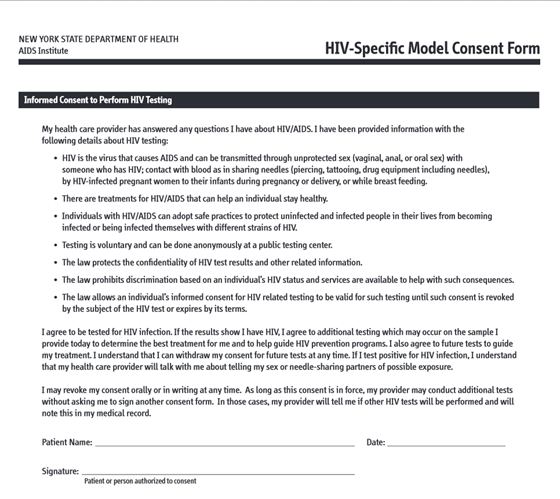 NEW YORK STATE DEPARTMENT OF HEALTH
AIDS Institute
HIV-Specific Model Consent Form
Informed Consent to Perform HIV Testing
My health care provider has answered any questions I have about HIV/AIDS. I have been provided information with the
following details about HIV testing:
• HIV is the virus that causes AIDS and can be transmitted through unprotected sex (vaginal, anal, or oral sex) with
someone who has HIV; contact with blood as in sharing needles (piercing, tattooing, drug equipment including needles),
by HIV-infected pregnant women to their infants during pregnancy or delivery, or while breast feeding.
• There are treatments for HIV/AIDS that can help an individual stay healthy.
• Individuals with HIV/AIDS can adopt safe practices to protect uninfected and infected people in their lives from becoming
infected or being infected themselves with different strains of HIV.
• Testing is voluntary and can be done anonymously at a public testing center.
• The law protects the confidentiality of HIV test results and other related information.
• The law prohibits discrimination based on an individual's HIV status and services are available to help with such consequences.
• The law allows an individual's informed consent for HIV related testing to be valid for such testing until such consent is revoked
by the subject of the HIV test or expires by its terms.
I agree to be tested for HIV infection. If the results show I have HIV, I agree to additional testing which may occur on the sample I
provide today to determine the best treatment for me and to help guide HIV prevention programs. I also agree to future tests to guide
my treatment. I understand that I can withdraw my consent for future tests at any time. If I test positive for HIV infection, I understand
that my health care provider will talk with me about telling my sex or needle-sharing partners of possible exposure.
I may revoke my consent orally or in writing at any time. As long as this consent is in force, my provider may conduct additional tests
without asking me to sign another consent form. In those cases, my provider will tell me if other HIV tests will be performed and will
note this in my medical record.
Patient Name: Date:
Signature:
Patient or person authorized to consent